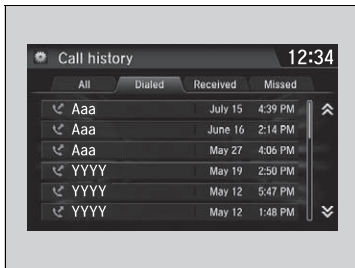 Call history 12:34
All Dialed Received Missed
Aaa July 15 4:39 PM
Aaa June 16 2:14 PM
Aaa May 27 4:06 PM
YYYY May 19 2:50 PM
YYYY May 12 5:47 PM
YYYY May 12 1:48 PM